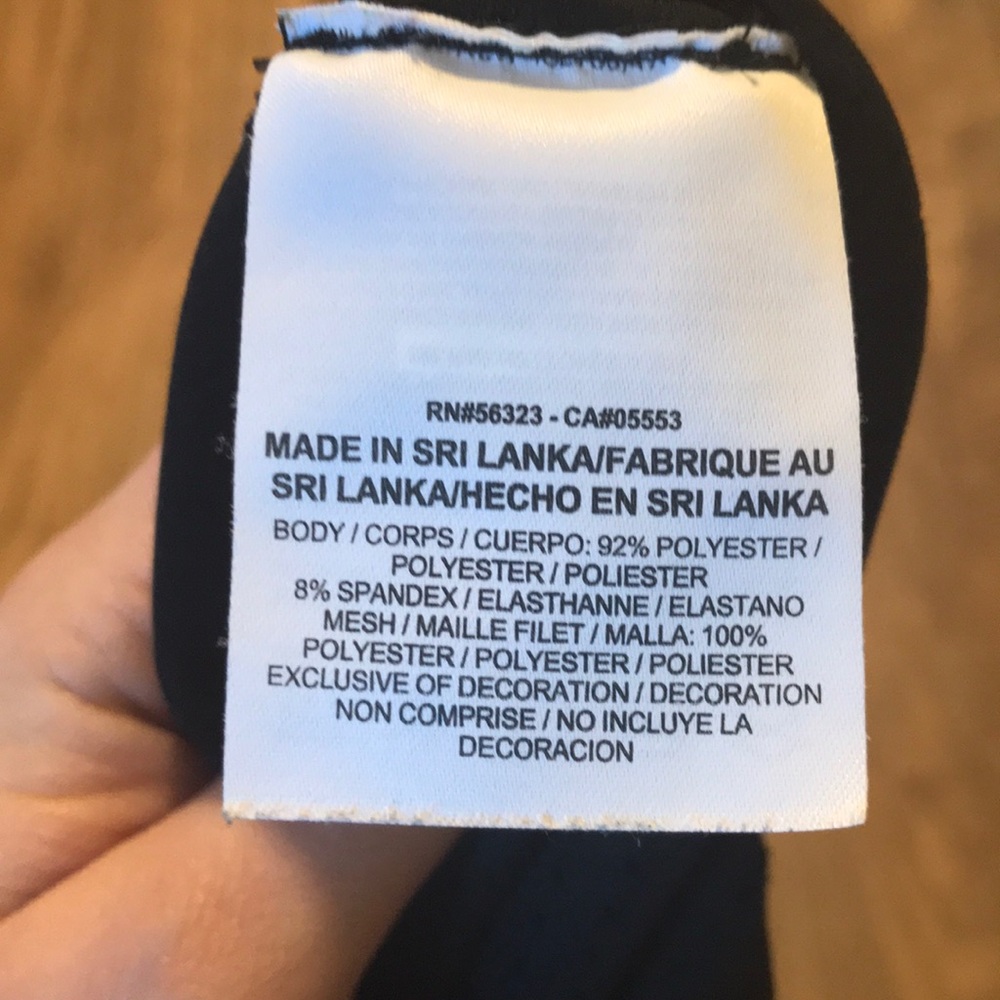 RN#56323 - CA#05553
MADE IN SRI LANKA/FABRIQUE AU
SRI LANKA/HECHO EN SRI LANKA
BODY / CORPS / CUERPO: 92% POLYESTER /
POLYESTER / POLIESTER
8% SPANDEX / ELASTHANNE / ELASTANO
MESH / MAILLE FILET / MALLA: 100%
POLYESTER / POLYESTER / POLIESTER
EXCLUSIVE OF DECORATION / DECORATION
NON COMPRISE / NO INCLUYE LA
DECORACION